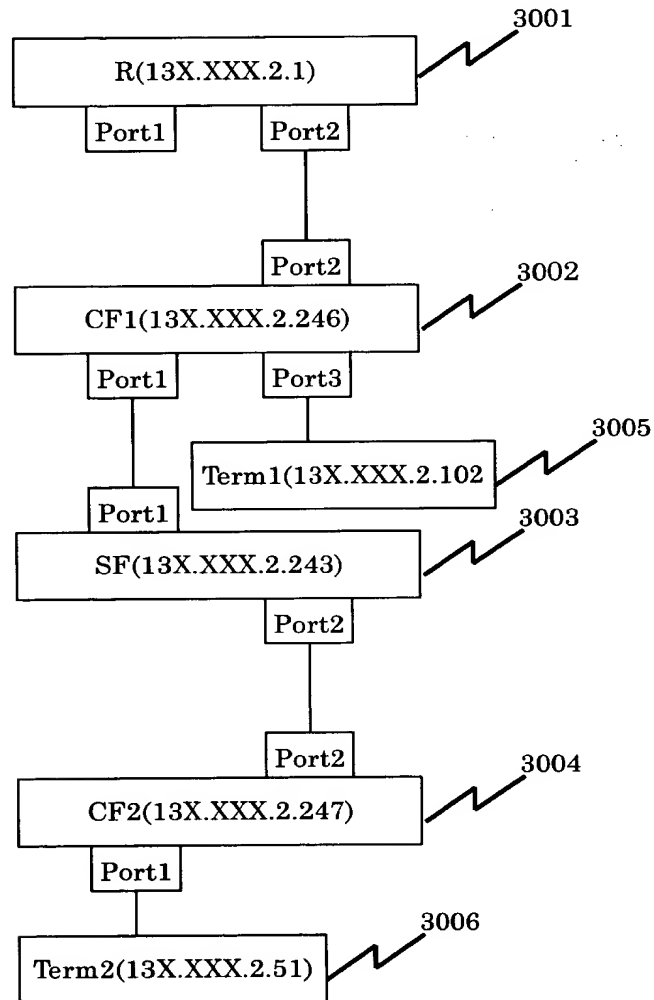 3001
R(13X.XXX.2.1)
Port1
Port2
Port2
3002
CF1(13X.XXX.2.246)
Port1
Port3
3005
Term1(13X.XXX.2.102
Port1
3003
SF(13X.XXX.2.243)
Port2
Port2
3004
CF2(13X.XXX.2.247)
Port1
3006
Term2(13X.XXX.2.51)